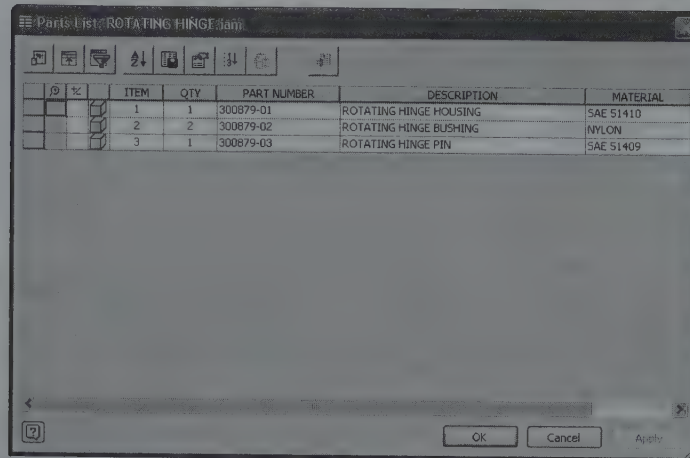 Parts List: ROTATING HINGE.iam
ITEM QTY PART NUMBER DESCRIPTION MATERIAL
1 1 300879-01 ROTATING HINGE HOUSING SAE 51410
2 2 300879-02 ROTATING HINGE BUSHING NYLON
3 1 300879-03 ROTATING HINGE PIN SAE 51409
OK Cancel Apply